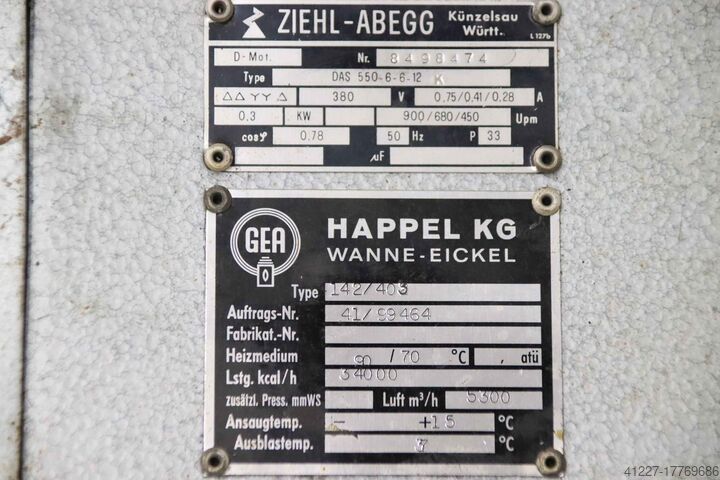 ZIEHL-ABEGG Künzelsau Württ. L 127b
D-Mot. Nr. 8498474
Type DAS 550-6-6-12 K
△△ YY △ 380 V 0.75/0.41/0.28 A
0.3 KW 900/680/450 Upm
cosφ 0.78 50 Hz P 33
µF
GEA
HAPPEL KG
WANNE-EICKEL
Type 142/403
Auftrags-Nr. 41/99464
Fabrikat.-Nr.
Heizmedium 90/70 °C , atü
Lstg. kcal/h 34000
zusätzl. Press. mmWS Luft m³/h 5300
Ansaugtemp. - +15 °C
Ausblastemp. °C
41227-17769686